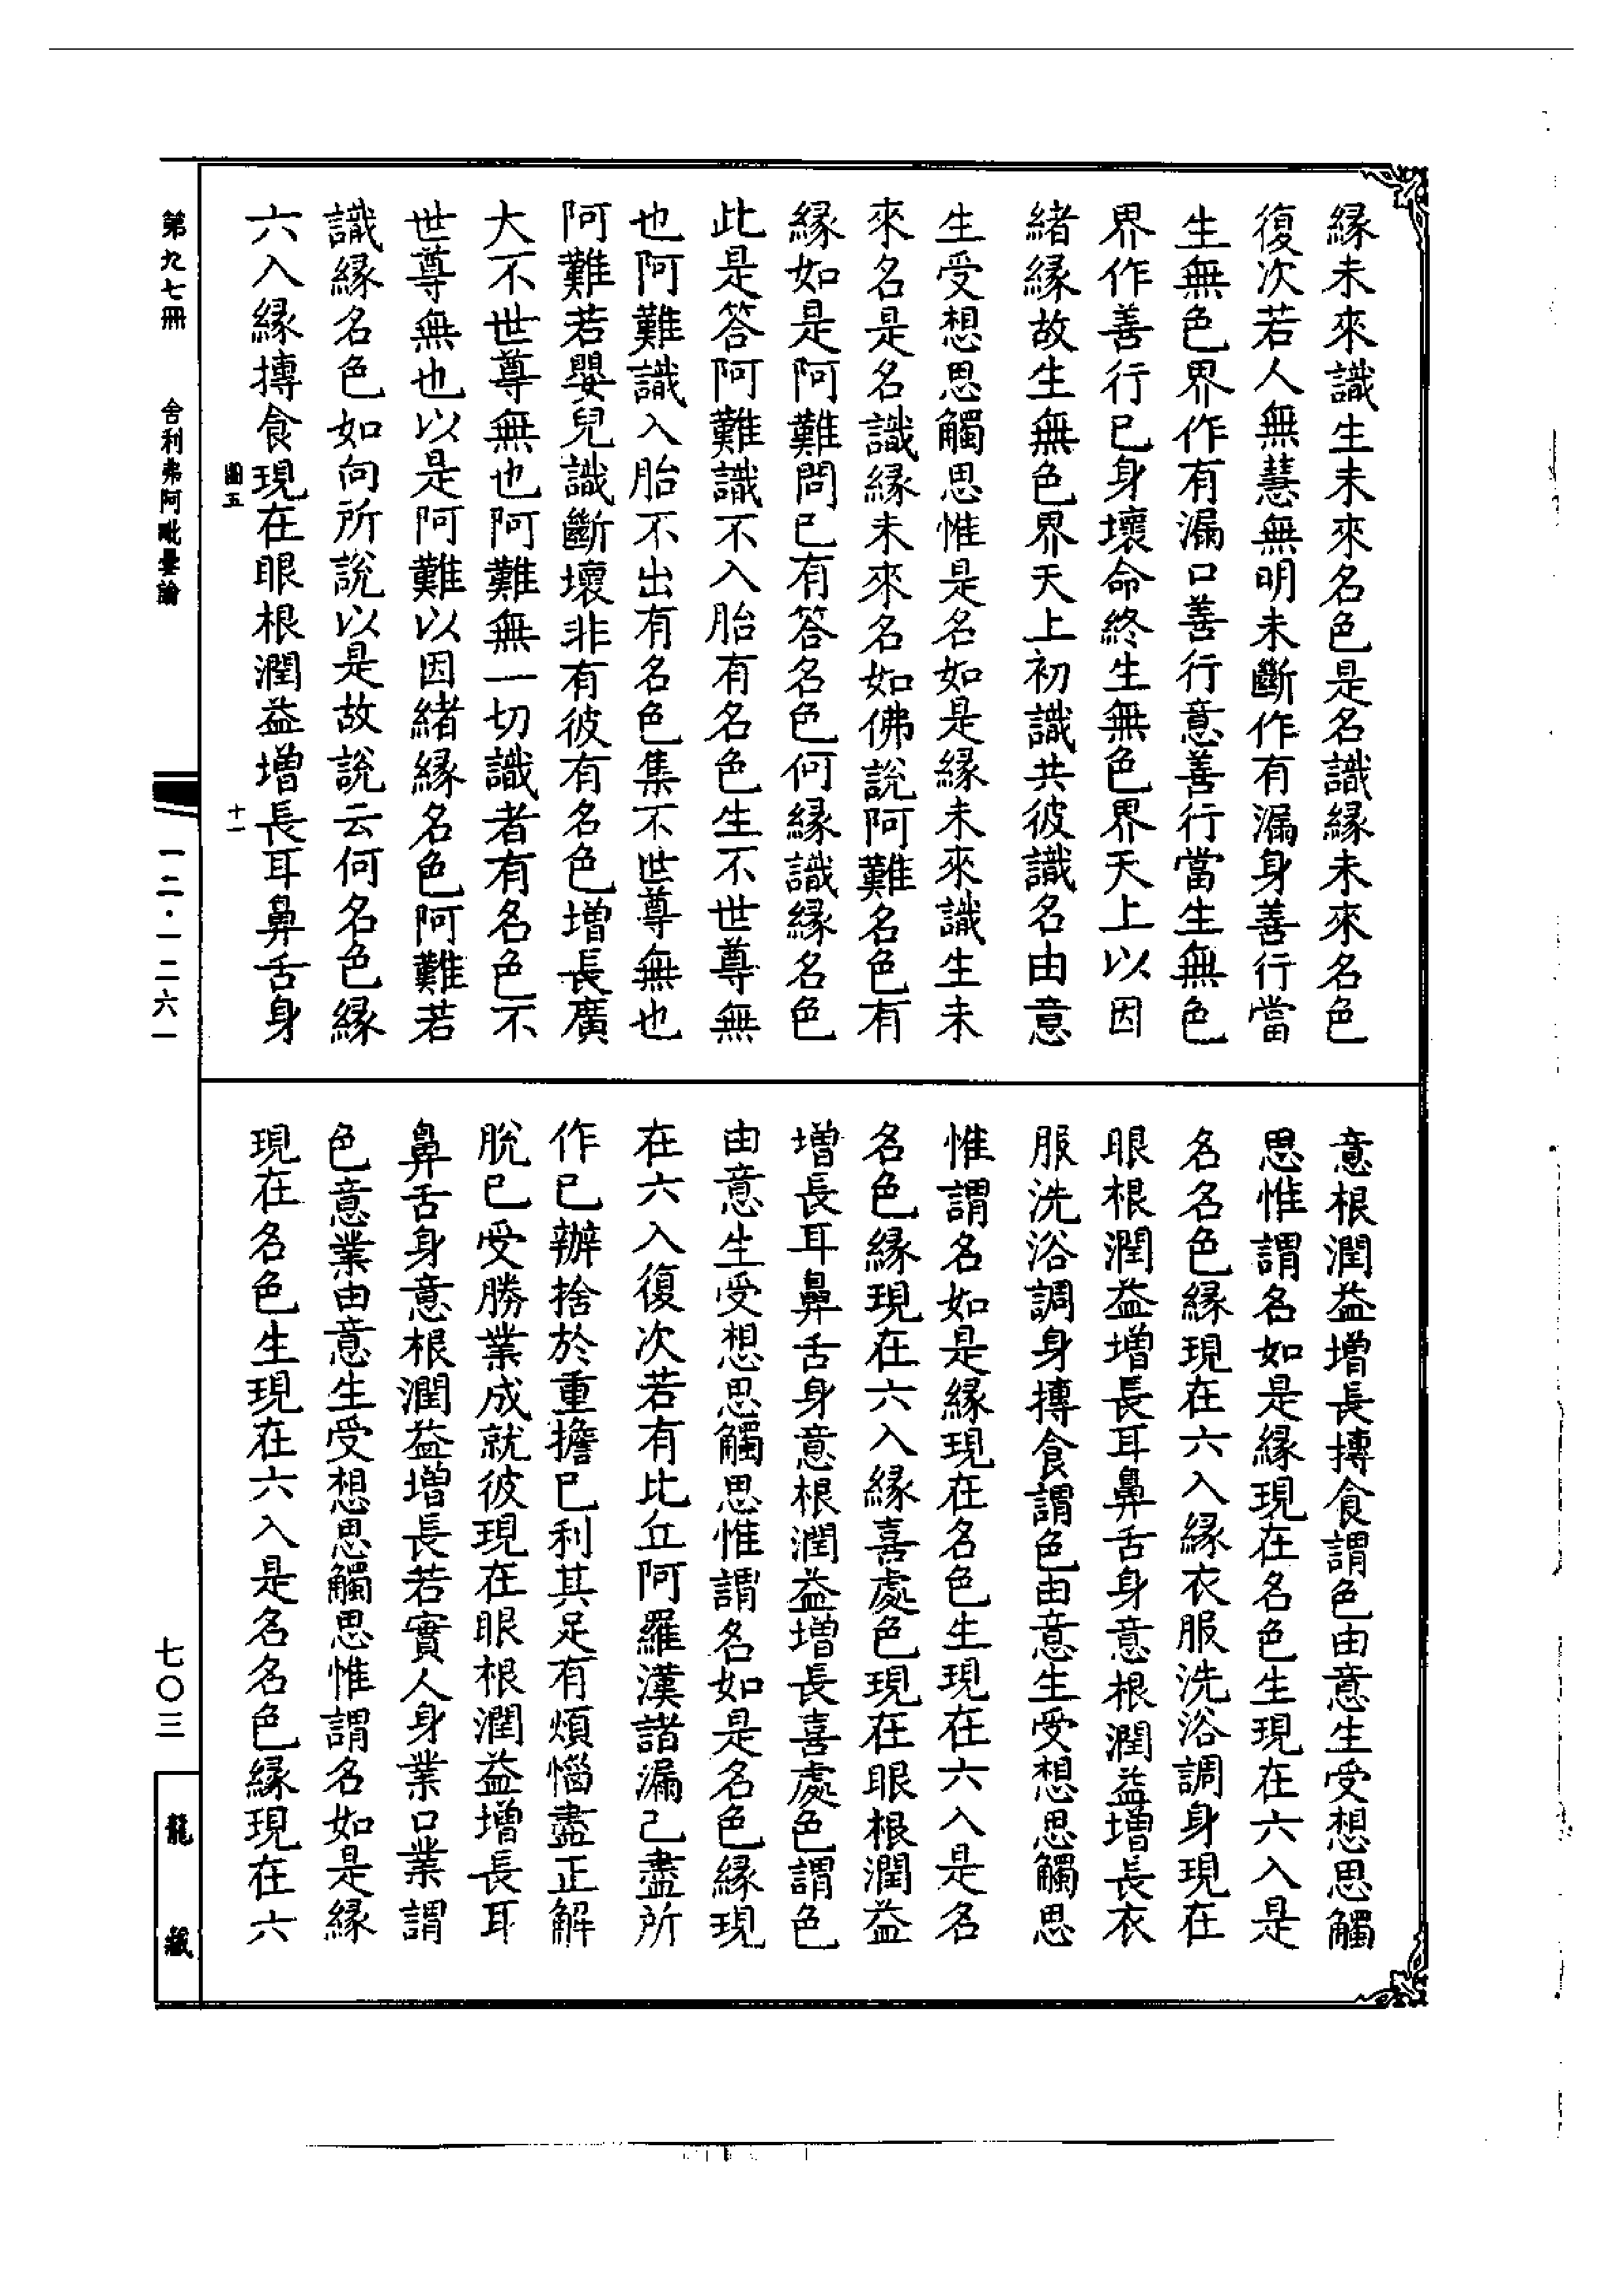 緣未來識生未來名色是名識緣未來名色
復次若人無慧無明未斷作有漏身善行當
生無色界作有漏口善行意善行當生無色
界作善行已身壞命終生無色界天上以因
緒緣故生無色界天上初識共彼識名由意
生受想思觸思惟是名如是緣未來識生未
來名是名識緣未來名如佛說阿難名色有
緣如是阿難問已有答名色何緣識緣名色
此是答阿難識不入胎有名色生不世尊無
也阿難識入胎不出有名色集不世尊無也
阿難若嬰兒識斷壞非有彼有名色增長廣
大不世尊無也阿難無一切識者有名色不
世尊無也以是阿難以因緒緣名色阿難若
識緣名色如向所說以是故說云何名色緣
六入緣摶食現在眼根潤益增長耳鼻舌身
意根潤益增長摶食謂色由意生受想思觸
思惟謂名如是緣現在名色生現在六入是
名名色緣現在六入緣衣服洗浴調身現在
眼根潤益增長耳鼻舌身意根潤益增長衣
服洗浴調身摶食謂色由意生受想思觸思
惟謂名如是緣現在名色生現在六入是名
名色緣現在六入緣喜處色現在眼根潤益
增長耳鼻舌身意根潤益增長喜處色謂色
由意生受想思觸思惟謂名如是名色緣現
在六入復次若有比丘阿羅漢諸漏已盡所
作已辦捨於重擔已利其足有煩惱盡正解
脫已受勝業成就彼現在眼根潤益增長耳
鼻舌身意根潤益增長若實人身業口業謂
色意業由意生受想思觸思惟謂名如是緣
現在名色生現在六入是名名色緣現在六
圖五 十一
第九七冊 舍利弗阿毗曇論 一二·一二六一 七〇三 龍藏